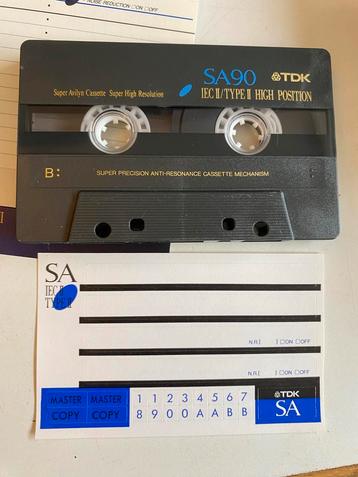 NOISE REDUCTION □ON □OFF
SA90 TDK
Super Avilyn Cassette Super High Resolution IEC II/TYPE II HIGH POSITION
B:
SUPER PRECISION ANTI-RESONANCE CASSETTE MECHANISM
SA
IEC II
TYPE II
N.R.[ ] □ON □OFF
N.R.[ ] □ON □OFF
MASTER MASTER 1 1 2 3 4 5 6 7 TDK
COPY COPY 8 9 0 0 A A B B SA